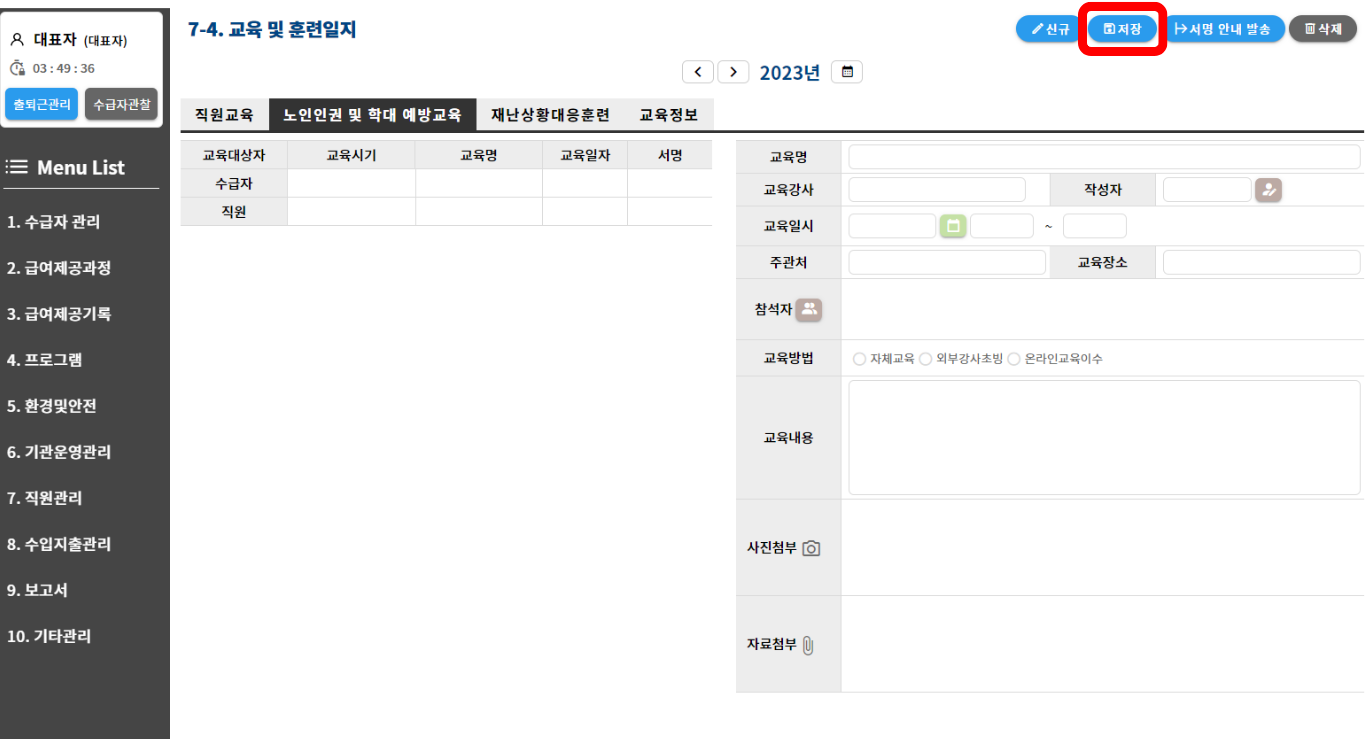 대표자 (대표자)
03 : 49 : 36
출퇴근관리 수급자관찰
Menu List
1. 수급자 관리
2. 급여제공과정
3. 급여제공기록
4. 프로그램
5. 환경및안전
6. 기관운영관리
7. 직원관리
8. 수입지출관리
9. 보고서
10. 기타관리
7-4. 교육 및 훈련일지
신규 저장 서명 안내 발송 삭제
2023년
직원교육 노인인권 및 학대 예방교육 재난상황대응훈련 교육정보
교육대상자 교육시기 교육명 교육일자 서명
수급자
직원
교육명
교육강사 작성자
교육일시 ~
주관처 교육장소
참석자
교육방법 자체교육 외부강사초빙 온라인교육이수
교육내용
사진첨부
자료첨부